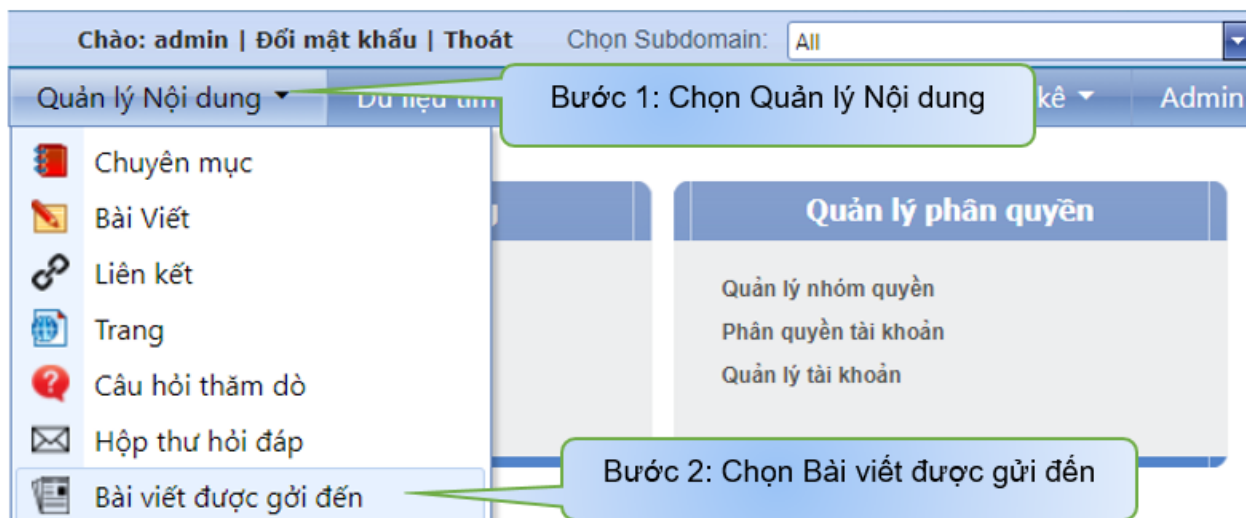 Chào: admin | Đổi mật khẩu | Thoát Chọn Subdomain: All
Quản lý Nội dung Bước 1: Chọn Quản lý Nội dung kê Admin
Chuyên mục
Bài Viết Quản lý phân quyền
Liên kết Quản lý nhóm quyền
Trang Phân quyền tài khoản
Câu hỏi thăm dò Quản lý tài khoản
Hộp thư hỏi đáp
Bài viết được gởi đến Bước 2: Chọn Bài viết được gửi đến